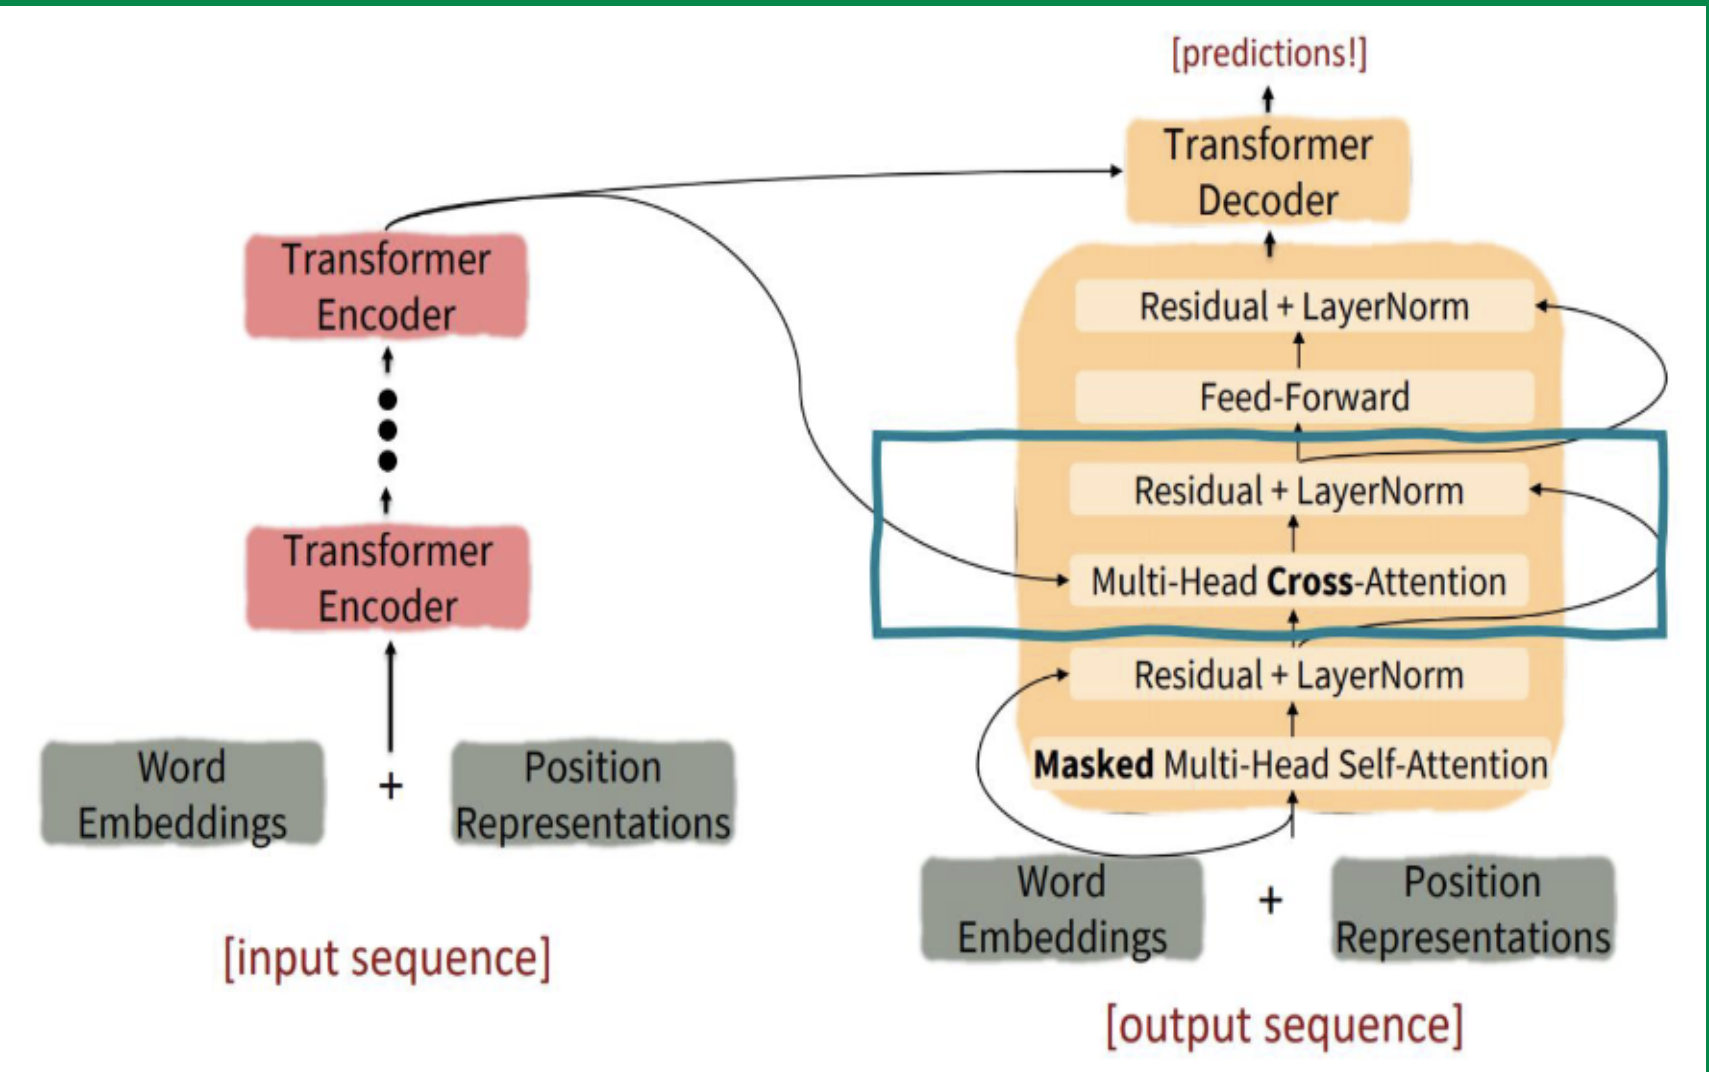 [predictions!]
Transformer
Decoder
Transformer
Encoder
Residual + LayerNorm
Feed-Forward
Residual + LayerNorm
Transformer
Encoder
Multi-Head Cross-Attention
Residual + LayerNorm
Masked Multi-Head Self-Attention
Word
Embeddings
+
Position
Representations
Word
Embeddings
+
Position
Representations
[input sequence]
[output sequence]